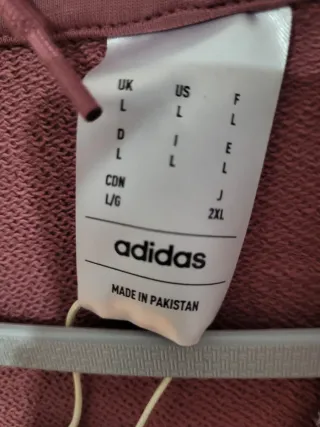 UK US F
L L L
D I E
L L L
CDN J
L/G 2XL
adidas
MADE IN PAKISTAN